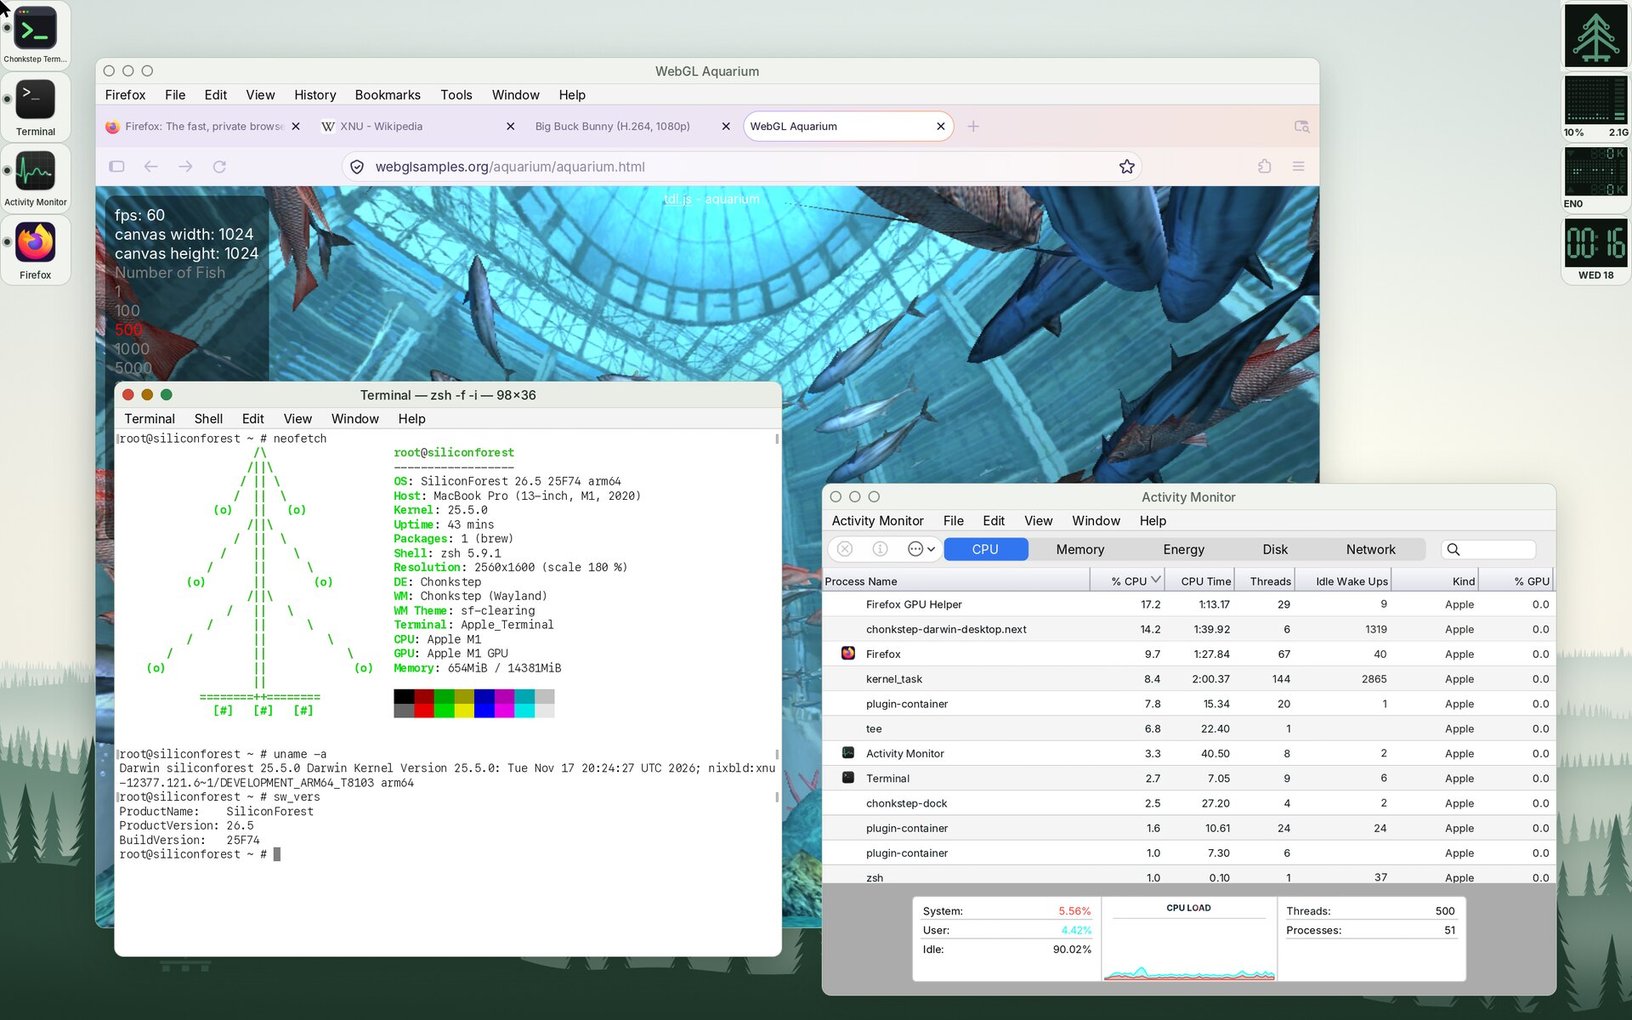 Chonkstep Term...
Terminal
Activity Monitor
Firefox
10% 2.1G
0K
0K
EN0
00:16
WED 18
WebGL Aquarium
Firefox File Edit View History Bookmarks Tools Window Help
Firefox: The fast, private browse
XNU - Wikipedia
Big Buck Bunny (H.264, 1080p)
WebGL Aquarium
webglsamples.org/aquarium/aquarium.html
tdl.js - aquarium
fps: 60
canvas width: 1024
canvas height: 1024
Number of Fish
1
100
500
1000
5000
Terminal — zsh -f -i — 98×36
Terminal Shell Edit View Window Help
root@siliconforest ~ # neofetch
root@siliconforest
------------------
OS: SiliconForest 26.5 25F74 arm64
Host: MacBook Pro (13-inch, M1, 2020)
Kernel: 25.5.0
Uptime: 43 mins
Packages: 1 (brew)
Shell: zsh 5.9.1
Resolution: 2560x1600 (scale 180 %)
DE: Chonkstep
WM: Chonkstep (Wayland)
WM Theme: sf-clearing
Terminal: Apple_Terminal
CPU: Apple M1
GPU: Apple M1 GPU
Memory: 654MiB / 14381MiB
root@siliconforest ~ # uname -a
Darwin siliconforest 25.5.0 Darwin Kernel Version 25.5.0: Tue Nov 17 20:24:27 UTC 2026; nixbld:xnu
-12377.121.6~1/DEVELOPMENT_ARM64_T8103 arm64
root@siliconforest ~ # sw_vers
ProductName: SiliconForest
ProductVersion: 26.5
BuildVersion: 25F74
root@siliconforest ~ #
Activity Monitor
Activity Monitor File Edit View Window Help
CPU Memory Energy Disk Network
Process Name % CPU CPU Time Threads Idle Wake Ups Kind % GPU
Firefox GPU Helper 17.2 1:13.17 29 9 Apple 0.0
chonkstep-darwin-desktop.next 14.2 1:39.92 6 1319 Apple 0.0
Firefox 9.7 1:27.84 67 40 Apple 0.0
kernel_task 8.4 2:00.37 144 2865 Apple 0.0
plugin-container 7.8 15.34 20 1 Apple 0.0
tee 6.8 22.40 1 Apple 0.0
Activity Monitor 3.3 40.50 8 2 Apple 0.0
Terminal 2.7 7.05 9 6 Apple 0.0
chonkstep-dock 2.5 27.20 4 2 Apple 0.0
plugin-container 1.6 10.61 24 24 Apple 0.0
plugin-container 1.0 7.30 6 Apple 0.0
zsh 1.0 0.10 1 37 Apple 0.0
System: 5.56%
User: 4.42%
Idle: 90.02%
CPU LOAD
Threads: 500
Processes: 51